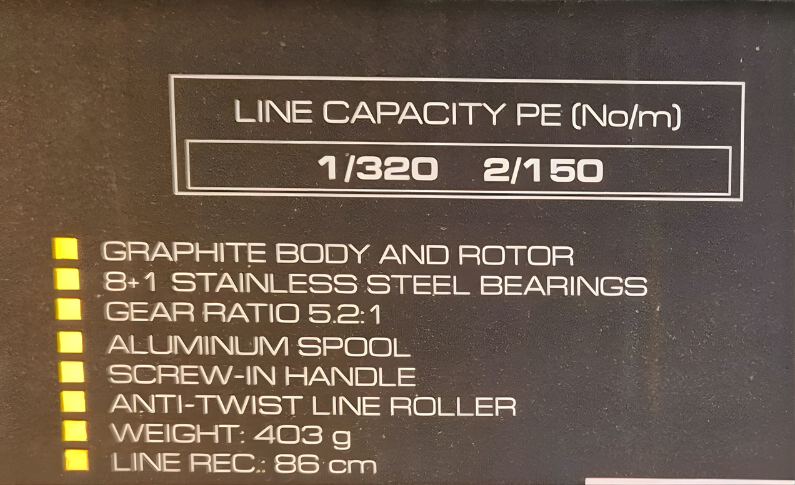 LINE CAPACITY PE (No/m)
1/320 2/150
GRAPHITE BODY AND ROTOR
8+1 STAINLESS STEEL BEARINGS
GEAR RATIO 5.2:1
ALUMINUM SPOOL
SCREW-IN HANDLE
ANTI-TWIST LINE ROLLER
WEIGHT: 403 g
LINE REC.: 86 cm